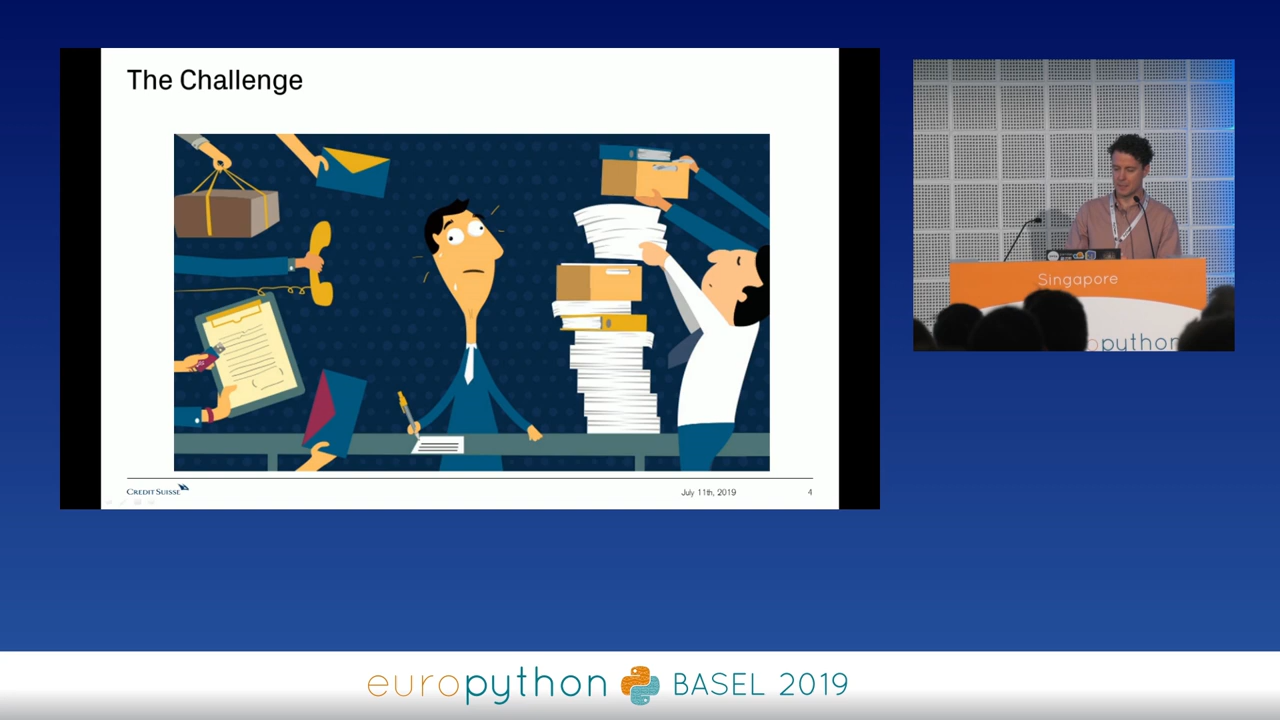 The Challenge
CREDIT SUISSE
July 11th, 2019
4
Singapore
europython
europython BASEL 2019